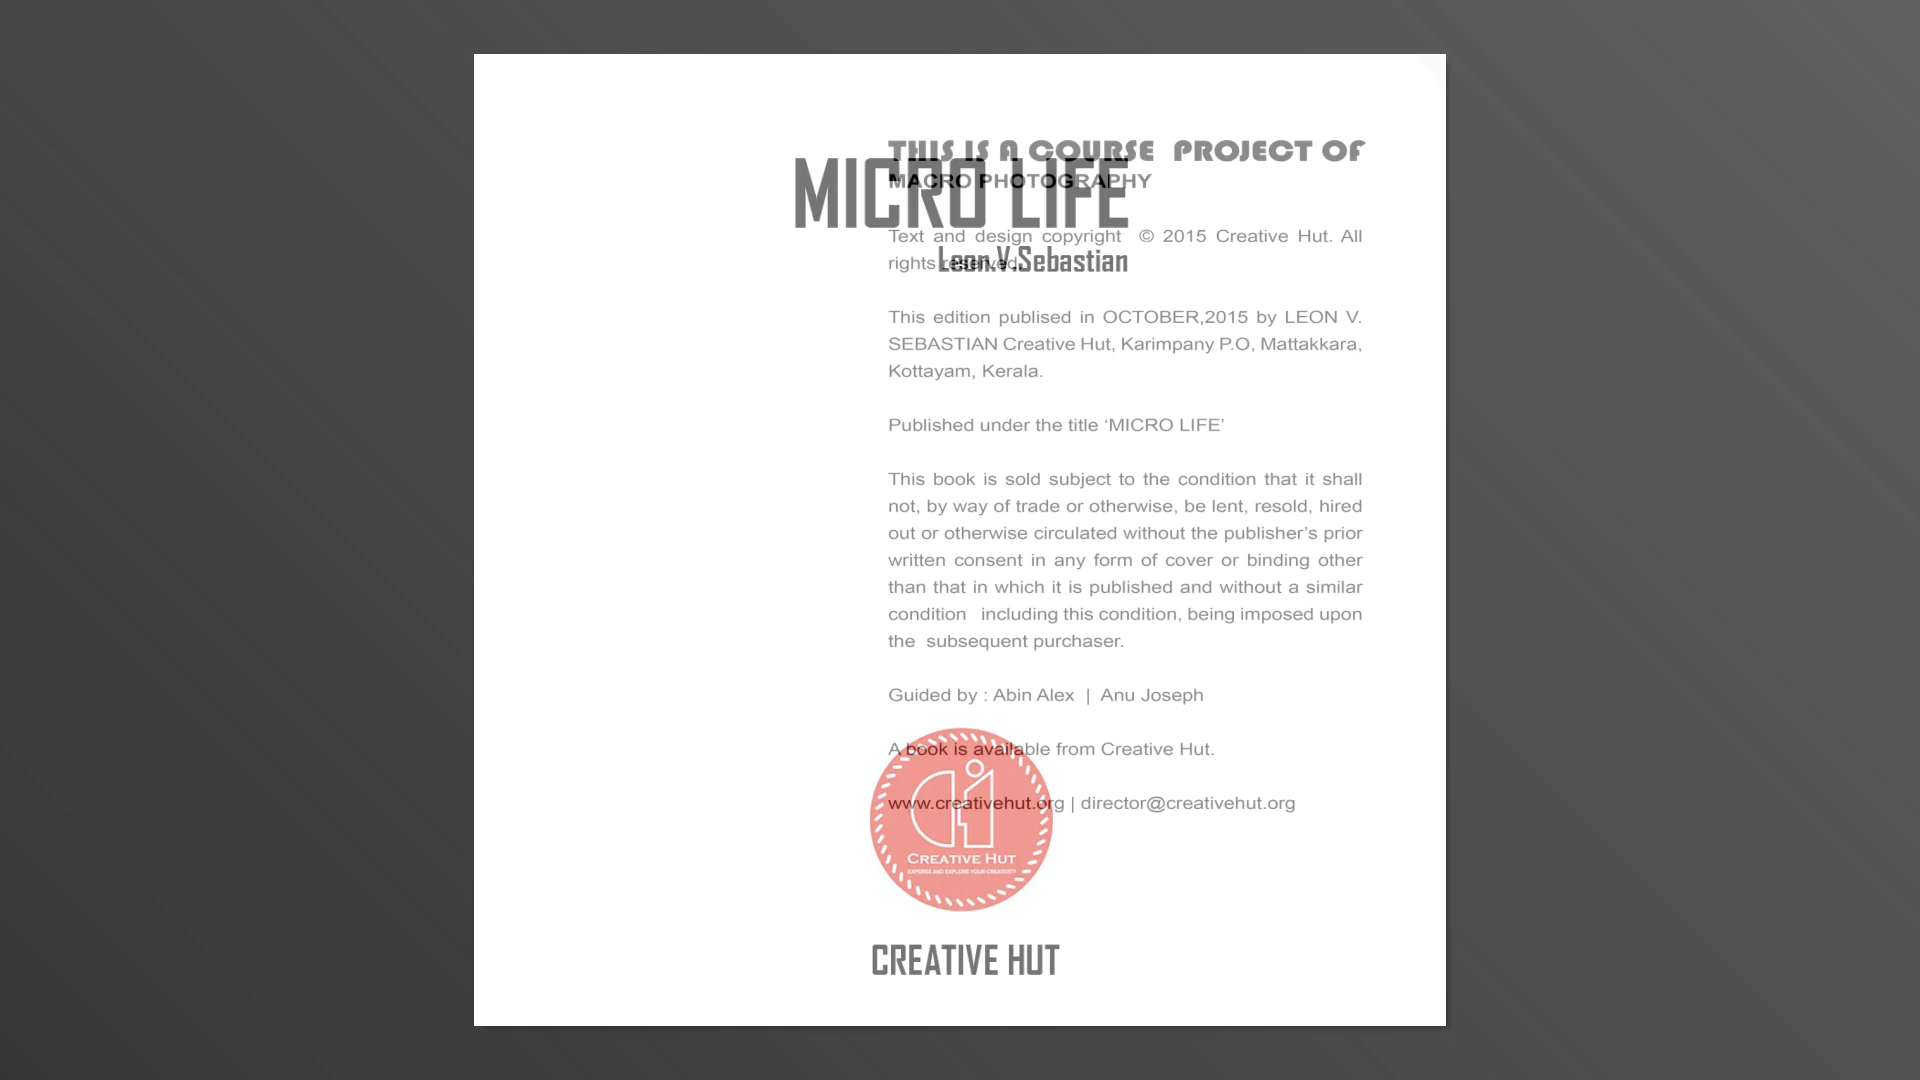 THIS IS A COURSE PROJECT OF
MICRO LIFE
MACRO PHOTOGRAPHY
Text and design copyright © 2015 Creative Hut. All
rights reserved.
Leon.V.Sebastian
This edition publised in OCTOBER,2015 by LEON V.
SEBASTIAN Creative Hut, Karimpany P.O, Mattakkara,
Kottayam, Kerala.
Published under the title ‘MICRO LIFE’
This book is sold subject to the condition that it shall
not, by way of trade or otherwise, be lent, resold, hired
out or otherwise circulated without the publisher’s prior
written consent in any form of cover or binding other
than that in which it is published and without a similar
condition including this condition, being imposed upon
the subsequent purchaser.
Guided by : Abin Alex | Anu Joseph
A book is available from Creative Hut.
www.creativehut.org | director@creativehut.org
CREATIVE HUT
EXPERSS AND EXPLORE YOUR CREATIVITY
CREATIVE HUT